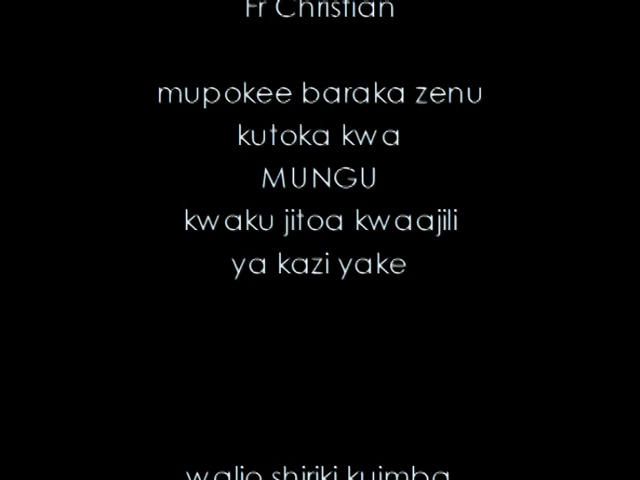 Fr Christian
mupokee baraka zenu
kutoka kwa
MUNGU
kwaku jitoa kwaajili
ya kazi yake
walio shiriki kuimba